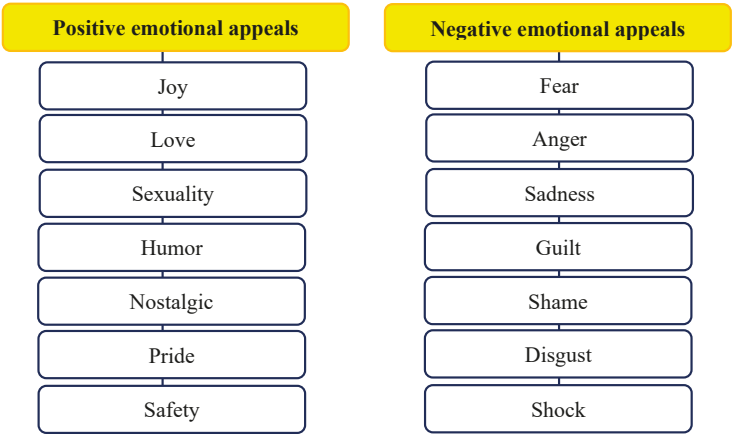 Positive emotional appeals
Joy
Love
Sexuality
Humor
Nostalgic
Pride
Safety
Negative emotional appeals
Fear
Anger
Sadness
Guilt
Shame
Disgust
Shock